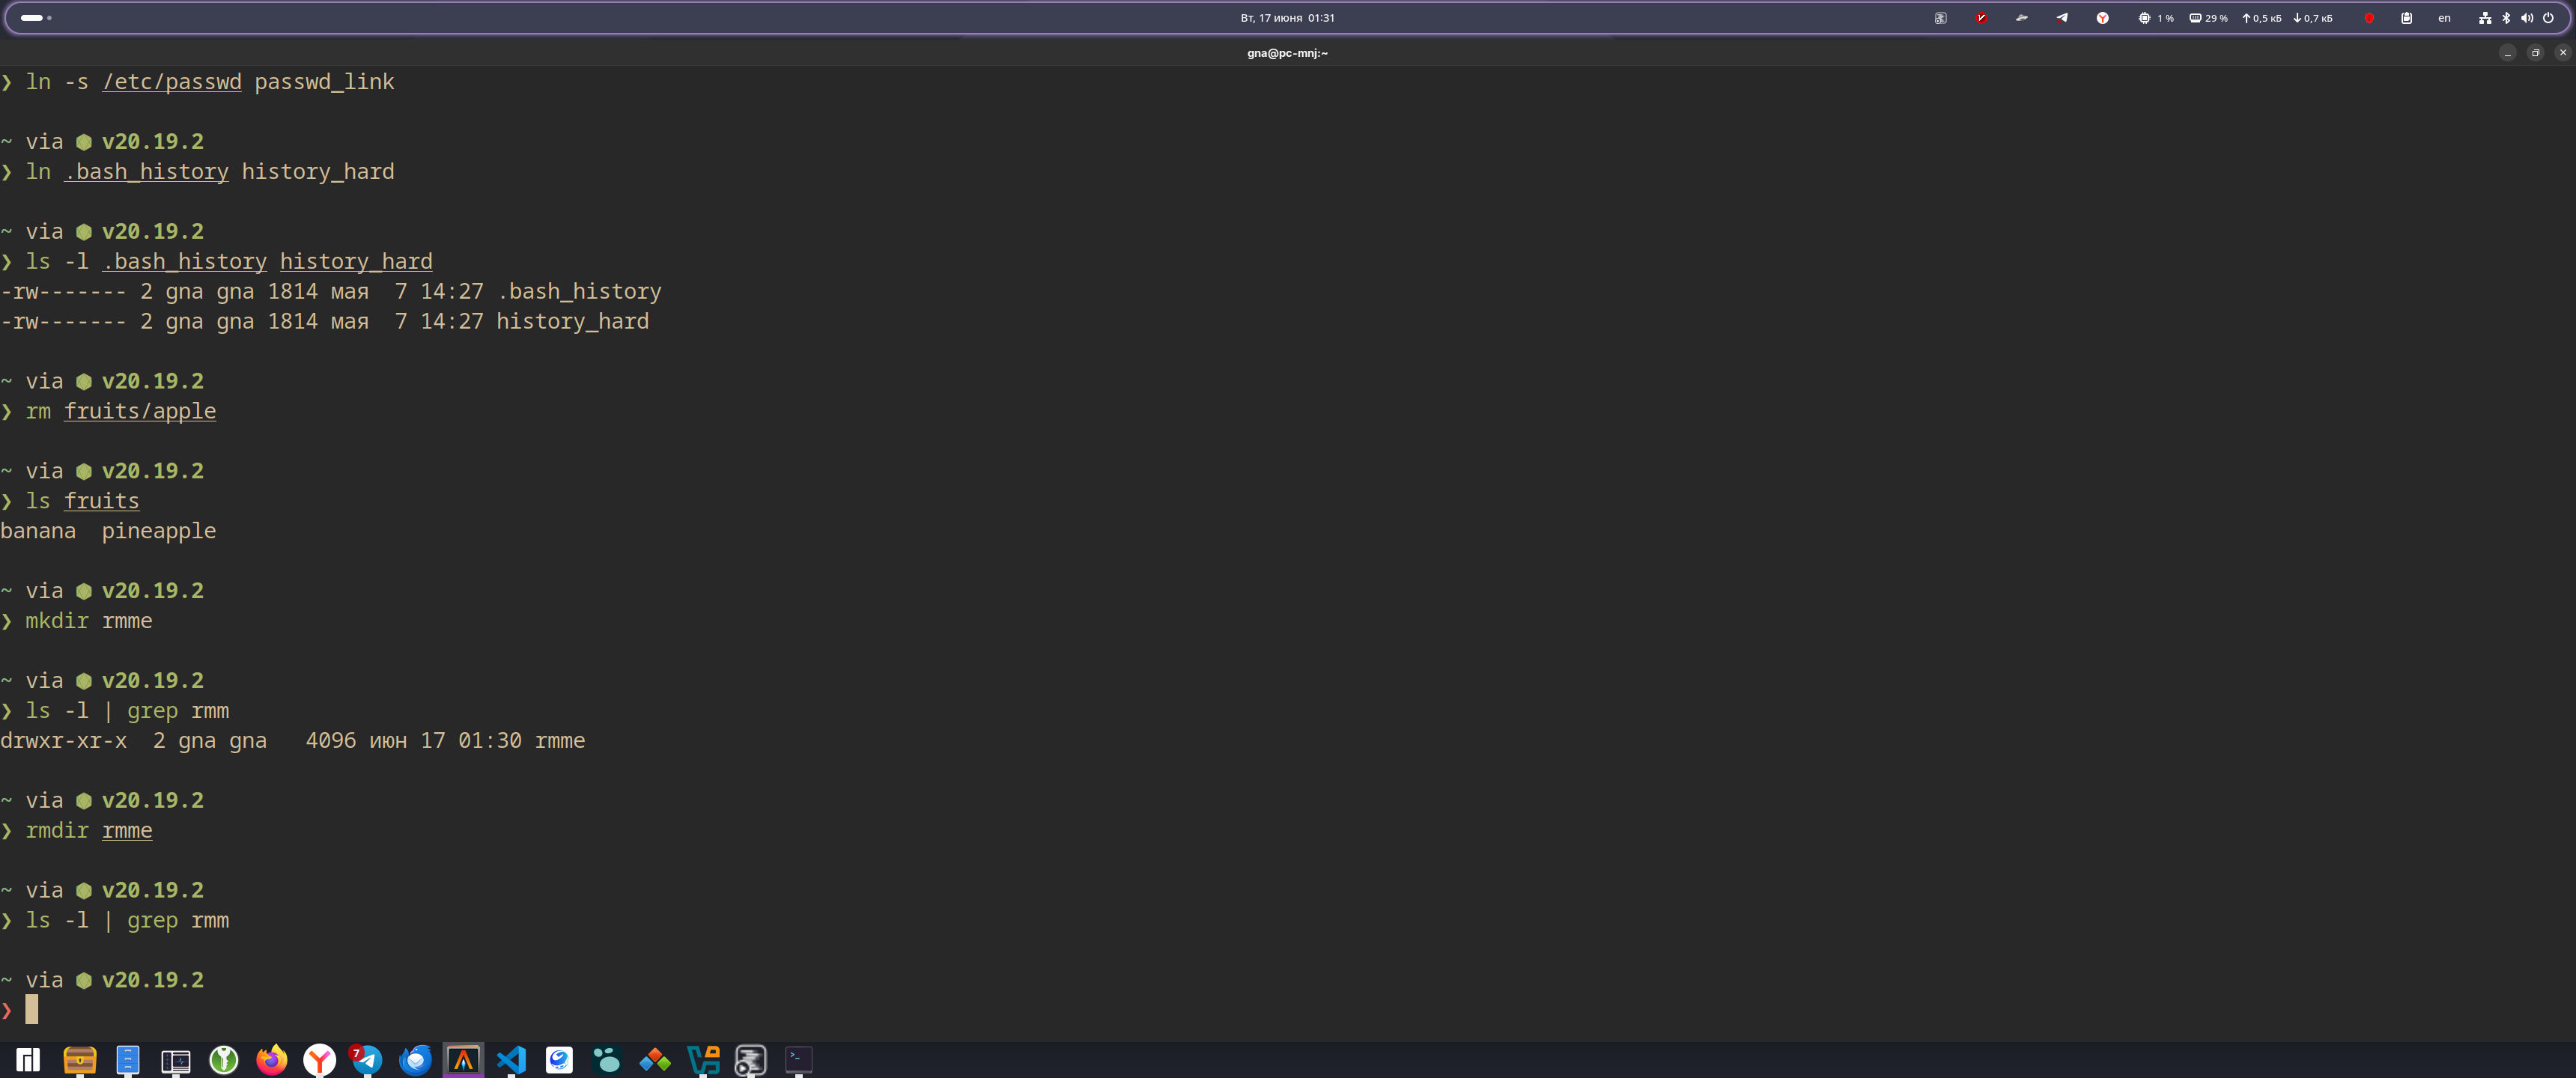 Вт, 17 июня 01:31
1 % 29 % 0,5 кБ 0,7 кБ en
gna@pc-mnj:~
❯ ln -s /etc/passwd passwd_link
~ via ⬢ v20.19.2
❯ ln .bash_history history_hard
~ via ⬢ v20.19.2
❯ ls -l .bash_history history_hard
-rw------- 2 gna gna 1814 мая  7 14:27 .bash_history
-rw------- 2 gna gna 1814 мая  7 14:27 history_hard
~ via ⬢ v20.19.2
❯ rm fruits/apple
~ via ⬢ v20.19.2
❯ ls fruits
banana  pineapple
~ via ⬢ v20.19.2
❯ mkdir rmme
~ via ⬢ v20.19.2
❯ ls -l | grep rmm
drwxr-xr-x  2 gna gna   4096 июн 17 01:30 rmme
~ via ⬢ v20.19.2
❯ rmdir rmme
~ via ⬢ v20.19.2
❯ ls -l | grep rmm
~ via ⬢ v20.19.2
❯
7